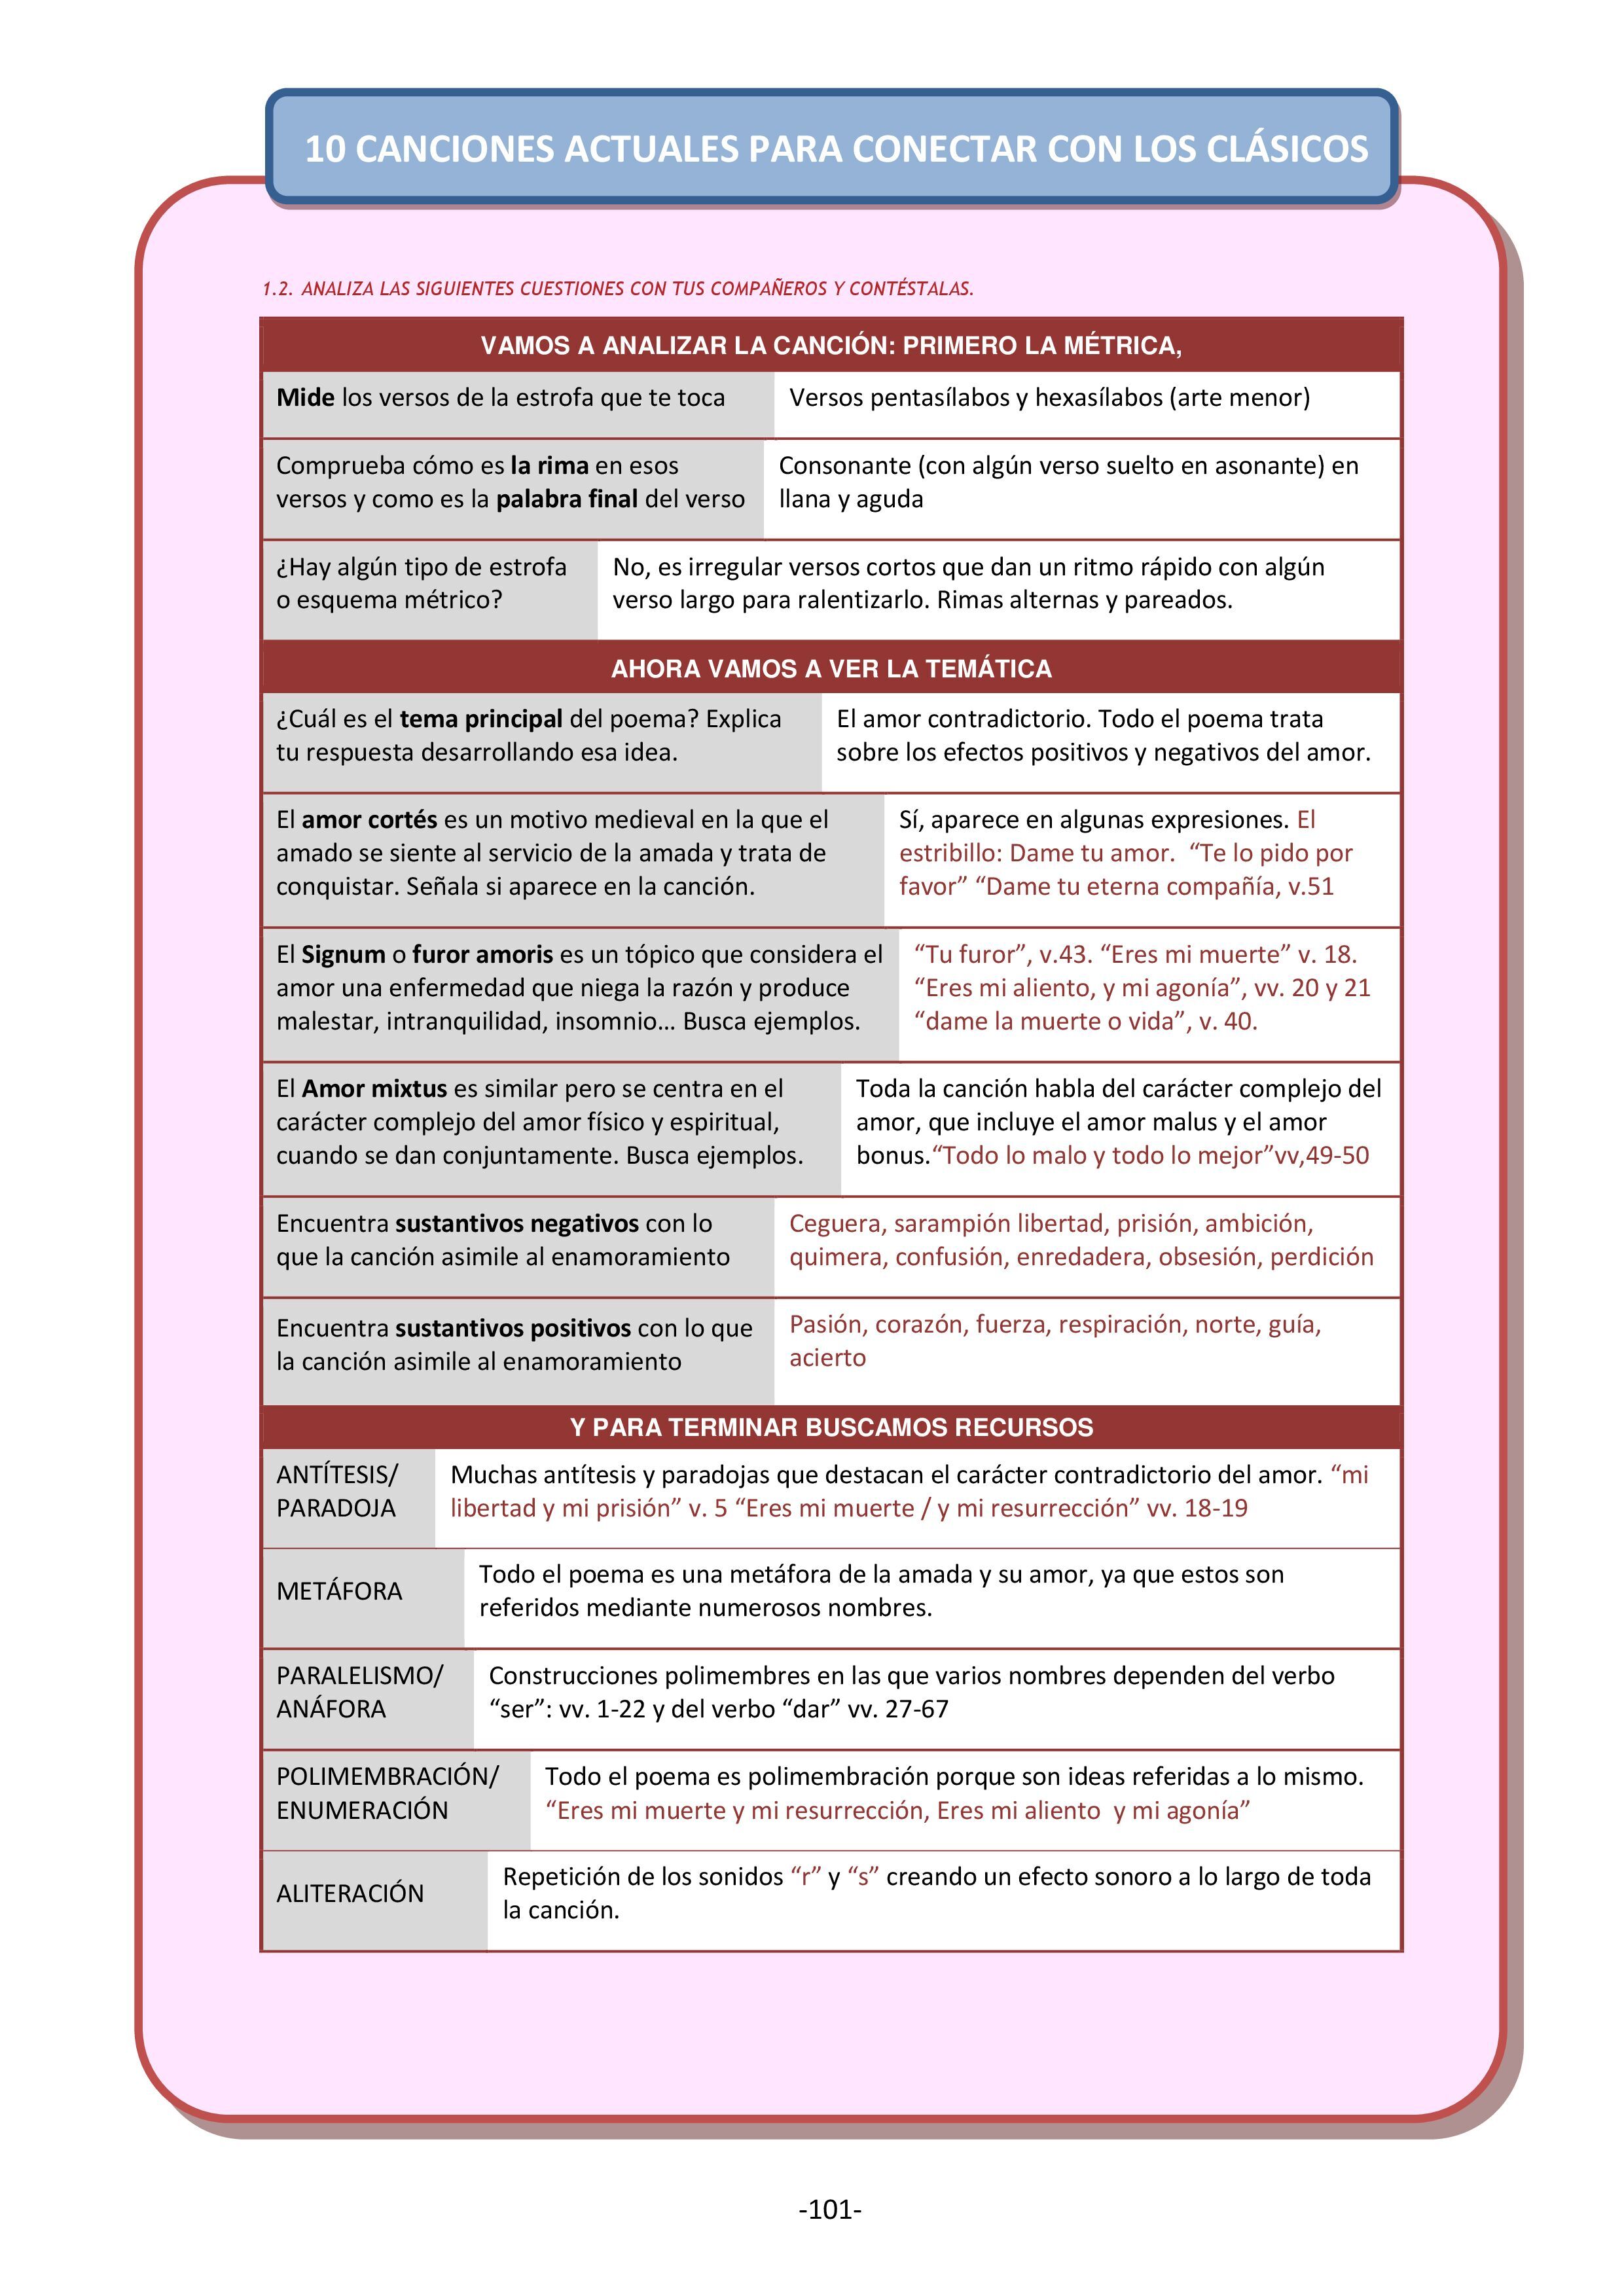 10 CANCIONES ACTUALES PARA CONECTAR CON LOS CLÁSICOS
1.2. ANALIZA LAS SIGUIENTES CUESTIONES CON TUS COMPAÑEROS Y CONTÉSTALAS.
VAMOS A ANALIZAR LA CANCIÓN: PRIMERO LA MÉTRICA,
Mide los versos de la estrofa que te toca
Versos pentasílabos y hexasílabos (arte menor)
Comprueba cómo es la rima en esos
versos y como es la palabra final del verso
Consonante (con algún verso suelto en asonante) en
llana y aguda
¿Hay algún tipo de estrofa
o esquema métrico?
No, es irregular versos cortos que dan un ritmo rápido con algún
verso largo para ralentizarlo. Rimas alternas y pareados.
AHORA VAMOS A VER LA TEMÁTICA
¿Cuál es el tema principal del poema? Explica
tu respuesta desarrollando esa idea.
El amor contradictorio. Todo el poema trata
sobre los efectos positivos y negativos del amor.
El amor cortés es un motivo medieval en la que el
amado se siente al servicio de la amada y trata de
conquistar. Señala si aparece en la canción.
Sí, aparece en algunas expresiones. El
estribillo: Dame tu amor.  “Te lo pido por
favor” “Dame tu eterna compañía, v.51
El Signum o furor amoris es un tópico que considera el
amor una enfermedad que niega la razón y produce
malestar, intranquilidad, insomnio... Busca ejemplos.
“Tu furor”, v.43. “Eres mi muerte” v. 18.
“Eres mi aliento, y mi agonía”, vv. 20 y 21
“dame la muerte o vida”, v. 40.
El Amor mixtus es similar pero se centra en el
carácter complejo del amor físico y espiritual,
cuando se dan conjuntamente. Busca ejemplos.
Toda la canción habla del carácter complejo del
amor, que incluye el amor malus y el amor
bonus.“Todo lo malo y todo lo mejor”vv,49-50
Encuentra sustantivos negativos con lo
que la canción asimile al enamoramiento
Ceguera, sarampión libertad, prisión, ambición,
quimera, confusión, enredadera, obsesión, perdición
Encuentra sustantivos positivos con lo que
la canción asimile al enamoramiento
Pasión, corazón, fuerza, respiración, norte, guía,
acierto
Y PARA TERMINAR BUSCAMOS RECURSOS
ANTÍTESIS/
PARADOJA
Muchas antítesis y paradojas que destacan el carácter contradictorio del amor. “mi
libertad y mi prisión” v. 5 “Eres mi muerte / y mi resurrección” vv. 18-19
METÁFORA
Todo el poema es una metáfora de la amada y su amor, ya que estos son
referidos mediante numerosos nombres.
PARALELISMO/
ANÁFORA
Construcciones polimembres en las que varios nombres dependen del verbo
“ser”: vv. 1-22 y del verbo “dar” vv. 27-67
POLIMEMBRACIÓN/
ENUMERACIÓN
Todo el poema es polimembración porque son ideas referidas a lo mismo.
“Eres mi muerte y mi resurrección, Eres mi aliento  y mi agonía”
ALITERACIÓN
Repetición de los sonidos “r” y “s” creando un efecto sonoro a lo largo de toda
la canción.
-101-